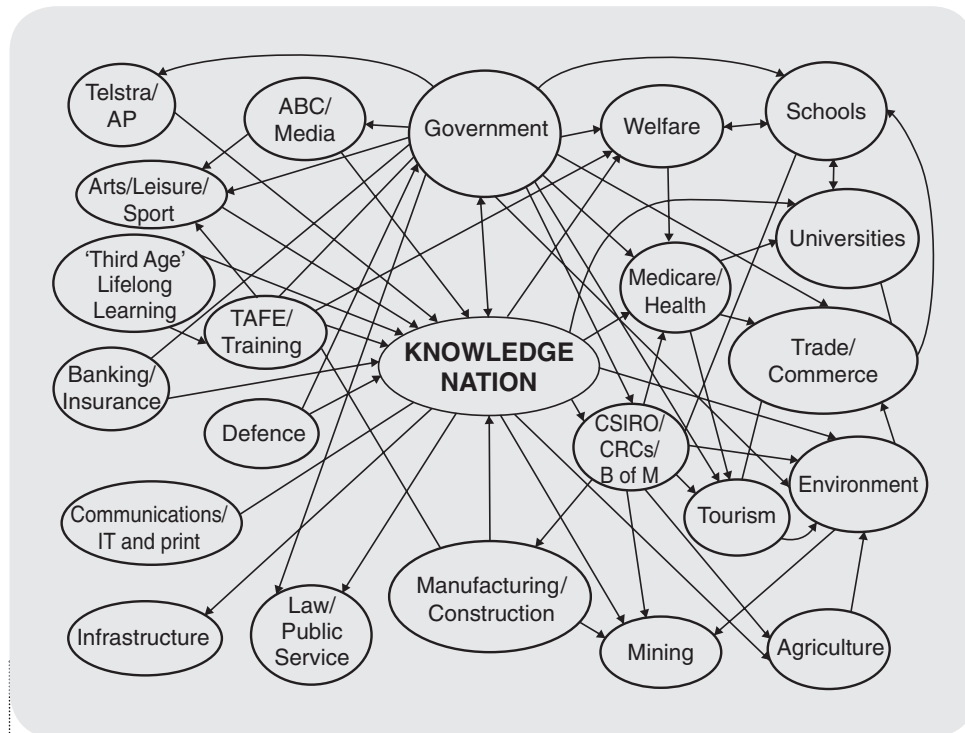 Telstra/
AP
ABC/
Media
Government
Welfare
Schools
Arts/Leisure/
Sport
Universities
'Third Age'
Lifelong
Learning
Medicare/
Health
TAFE/
Training
KNOWLEDGE
NATION
Trade/
Commerce
Banking/
Insurance
Defence
CSIRO/
CRCs/
B of M
Environment
Communications/
IT and print
Tourism
Manufacturing/
Construction
Infrastructure
Law/
Public
Service
Mining
Agriculture